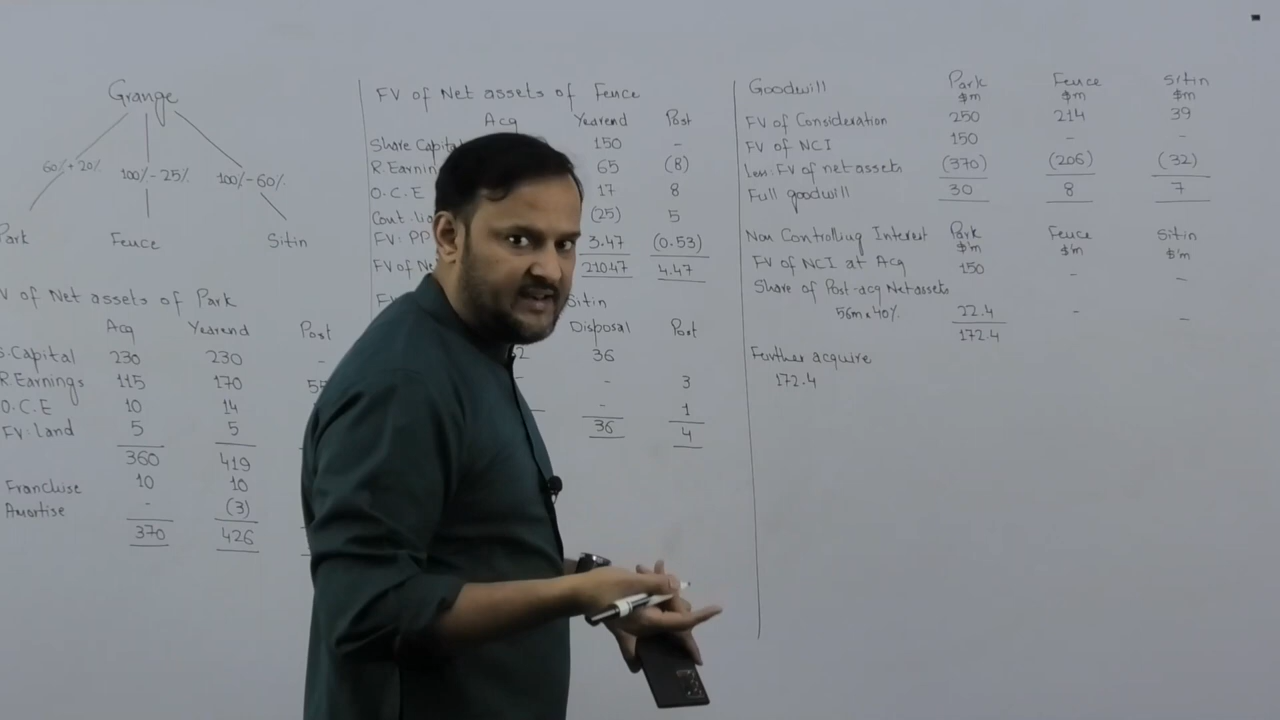 Grange
60%+20%
100%-25%
100%-60%
Park
Fence
Sitin
V of Net assets of Park
Acq Yearend Post
S.Capital 230 230 -
R.Earnings 115 170 55
O.C.E 10 14
FV: Land 5 5
360 419
Franchise 10 10
Amortise - (3)
370 426
FV of Net assets of Fence
Acq Yearend Post
Share Capit 150 -
R.Earnin 65 (8)
O.C.E 17 8
Cont. lia (25) 5
FV: PP 3.47 (0.53)
FV of Ne 210.47 4.47
Sitin
Disposal Post
2 36
- 3
- 1
36 4
Goodwill Park Fence Sitin
$m $m $m
FV of Consideration 250 214 39
FV of NCI 150 - -
Less: FV of net assets (370) (206) (32)
Full goodwill 30 8 7
Non Controlling Interest Park Fence Sitin
$'m $'m $'m
FV of NCI at Acq 150 - -
Share of Post-acq Netassets
56m x 40% 22.4 - -
172.4
Further acquire
172.4